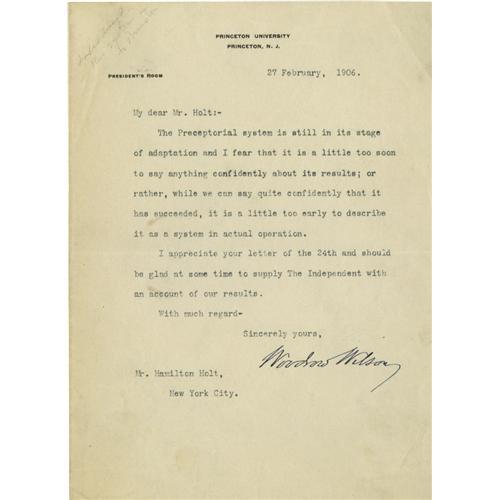 PRINCETON UNIVERSITY
PRINCETON, N. J.
PRESIDENT'S ROOM
27 February, 1906.
My dear Mr. Holt:-
The Preceptorial system is still in its stage
of adaptation and I fear that it is a little too soon
to say anything confidently about its results; or
rather, while we can say quite confidently that it
has succeeded, it is a little too early to describe
it as a system in actual operation.
I appreciate your letter of the 24th and should
be glad at some time to supply The Independent with
an account of our results.
With much regard-
Sincerely yours,
Woodrow Wilson
Mr. Hamilton Holt,
New York City.